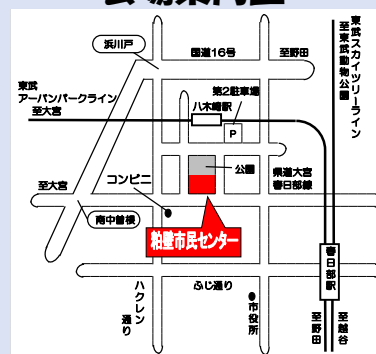 会場案内図
浜川戸
国道16号
至野田
東武スカイツリーライン
至東武動物公園
東武
アーバンパークライン
至大宮
第2駐車場
八木崎駅
P
公園
県道大宮
春日部線
コンビニ
至大宮
南中曽根
粕壁市民センター
春日部駅
ハクレン通り
ふじ通り
市役所
至野田
至越谷